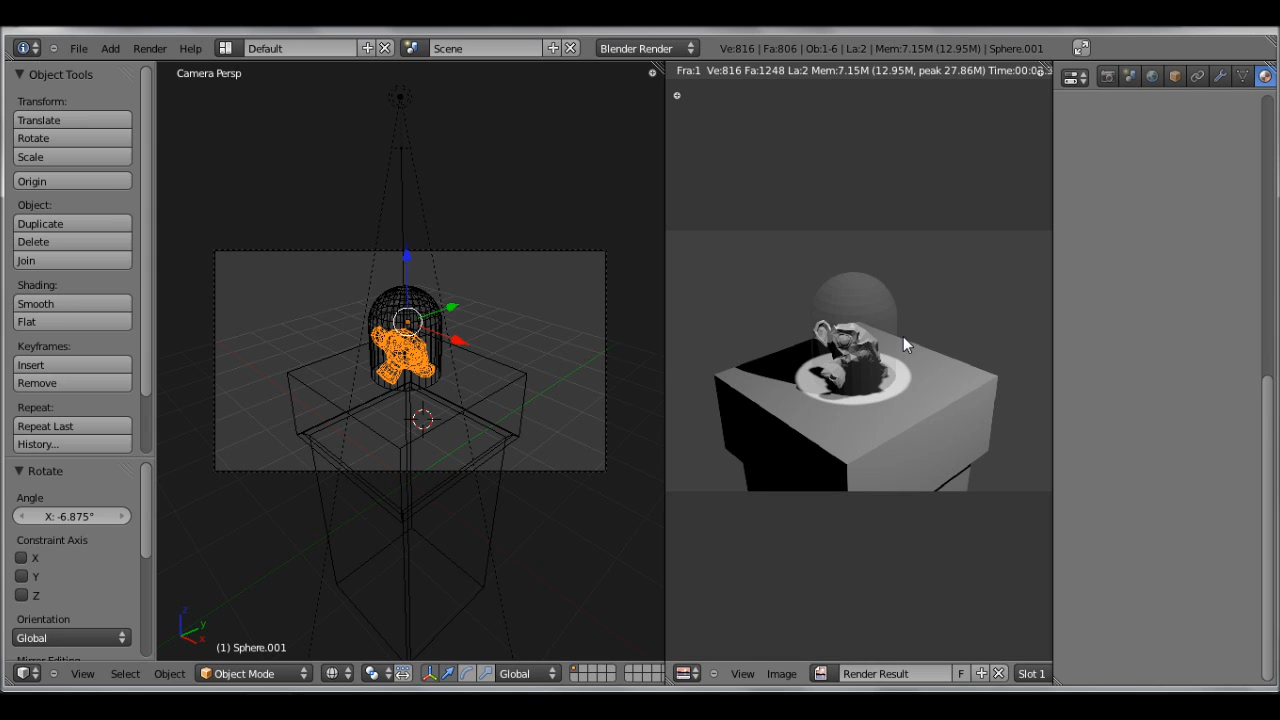 File Add Render Help Default Scene Blender Render Ve:816 | Fa:806 | Ob:1-6 | La:2 | Mem:7.15M (12.95M) | Sphere.001
Object Tools
Transform:
Translate
Rotate
Scale
Origin
Object:
Duplicate
Delete
Join
Shading:
Smooth
Flat
Keyframes:
Insert
Remove
Repeat:
Repeat Last
History...
Rotate
Angle
X: -6.875°
Constraint Axis
X
Y
Z
Orientation
Global
Camera Persp
z
y
x
(1) Sphere.001
View Select Object Object Mode Global
Fra:1 Ve:816 Fa:1248 La:2 Mem:7.15M (12.95M, peak 27.86M)
View Image Render Result F Slot 1